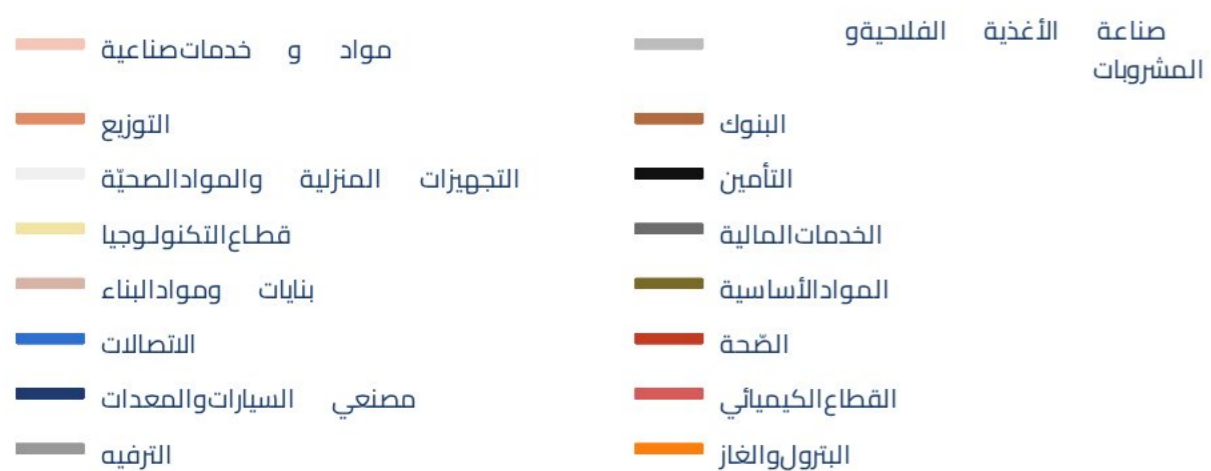 صناعة الأغذية الفلاحيةو
المشروبات
البنوك
التأمين
الخدماتالمالية
الموادالأساسية
الصّحة
القطاعالكيميائي
البترولوالغاز
مواد و خدماتصناعية
التوزيع
التجهيزات المنزلية والموادالصحيّة
قطاعالتكنولوجيا
بنايات وموادالبناء
الاتصالات
مصنعي السياراتوالمعدات
الترفيه